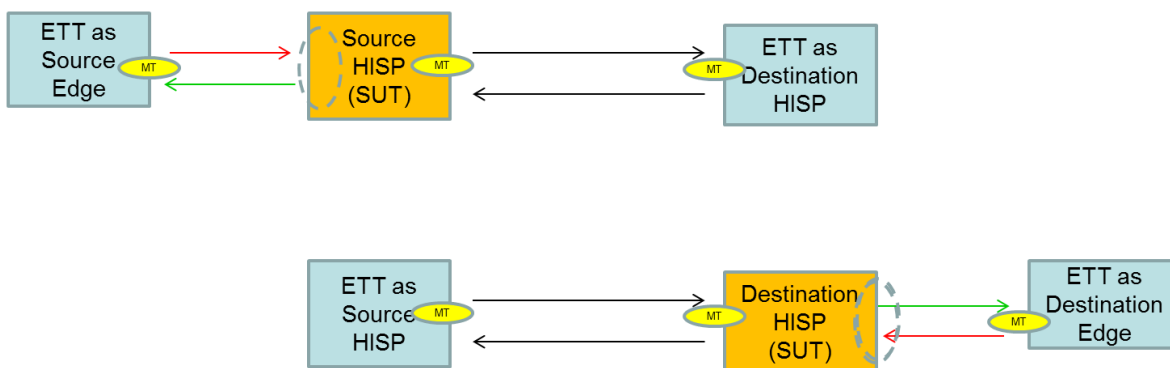 ETT as
Source
Edge
MT
Source
HISP
(SUT)
MT
MT
ETT as
Destination
HISP
ETT as
Source
HISP
MT
MT
Destination
HISP
(SUT)
MT
ETT as
Destination
Edge